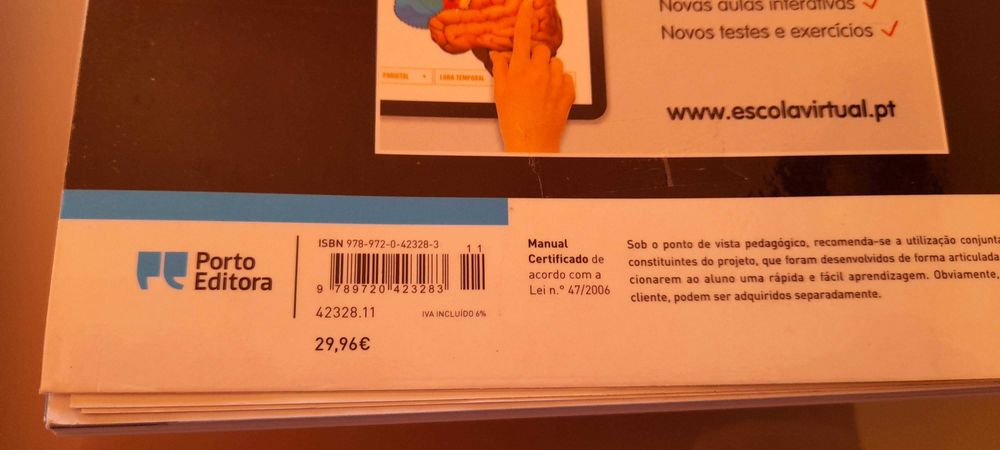 Novas aulas interativas ✓
Novos testes e exercícios ✓
PARIETAL
LOBO TEMPORAL
www.escolavirtual.pt
Porto
Editora
ISBN 978-972-0-42328-3
11
9 789720 423283
42328.11
IVA INCLUÍDO 6%
29,96€
Manual
Certificado de
acordo com a
Lei n.º 47/2006
Sob o ponto de vista pedagógico, recomenda-se a utilização
constituintes do projeto, que foram desenvolvidos de forma articulada
cionarem ao aluno uma rápida e fácil aprendizagem. Obviamente,
cliente, podem ser adquiridos separadamente.